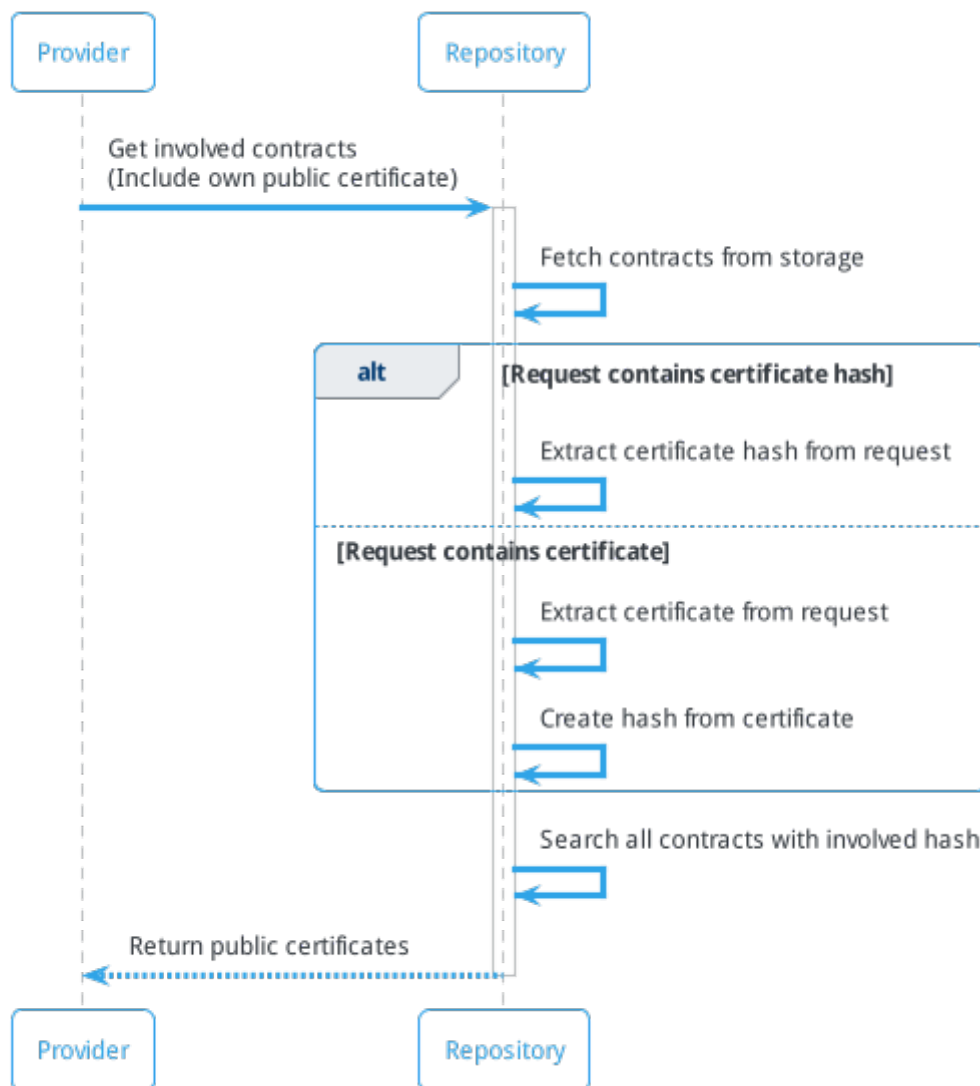 Provider
Repository
Get involved contracts
(Include own public certificate)
Fetch contracts from storage
alt
[Request contains certificate hash]
Extract certificate hash from request
[Request contains certificate]
Extract certificate from request
Create hash from certificate
Search all contracts with involved hash
Return public certificates
Provider
Repository